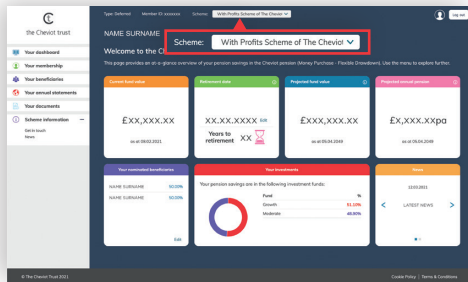 the Cheviot trust
Your dashboard
Your membership
Your beneficiaries
Your annual statements
Your documents
Scheme information
Get in touch
News
© The Cheviot Trust 2021
Type: Deferred Member ID: xxxxxxxx Scheme: With Profits Scheme of The Cheviot
Log out
NAME SURNAME
Scheme: With Profits Scheme of The Cheviot
Welcome to the Ch
This page provides an at-a-glance overview of your pension savings in the Cheviot pension (Money Purchase - Flexible Drawdown). Use the menu to explore further.
Current fund value
£xx,xxx.xx
as at 09.02.2021
Retirement date
xx.xx.xxxx Edit
Years to retirement xx
Projected fund value
£xx,xxx.xx
as at 05.04.2049
Projected annual pension
£x,xxx.xxpa
as at 05.04.2049
Your nominated beneficiaries
NAME SURNAME 50.00%
NAME SURNAME 50.00%
Edit
Your investments
Your pension savings are in the following investment funds:
Fund %
Growth 51.10%
Moderate 48.90%
News
12/02/2021
LATEST NEWS
Cookie Policy | Terms & Conditions